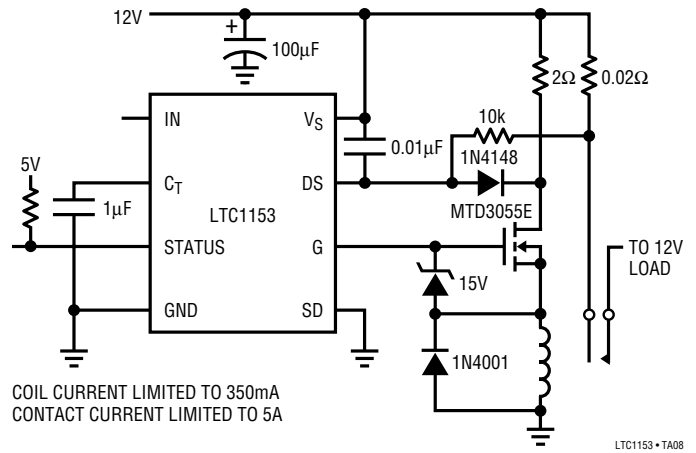 12V
+
100μF
2Ω
0.02Ω
IN
VS
10k
5V
0.01μF
1N4148
CT
DS
1μF
LTC1153
MTD3055E
STATUS
G
TO 12V
LOAD
15V
GND
SD
1N4001
COIL CURRENT LIMITED TO 350mA
CONTACT CURRENT LIMITED TO 5A
LTC1153 • TA08